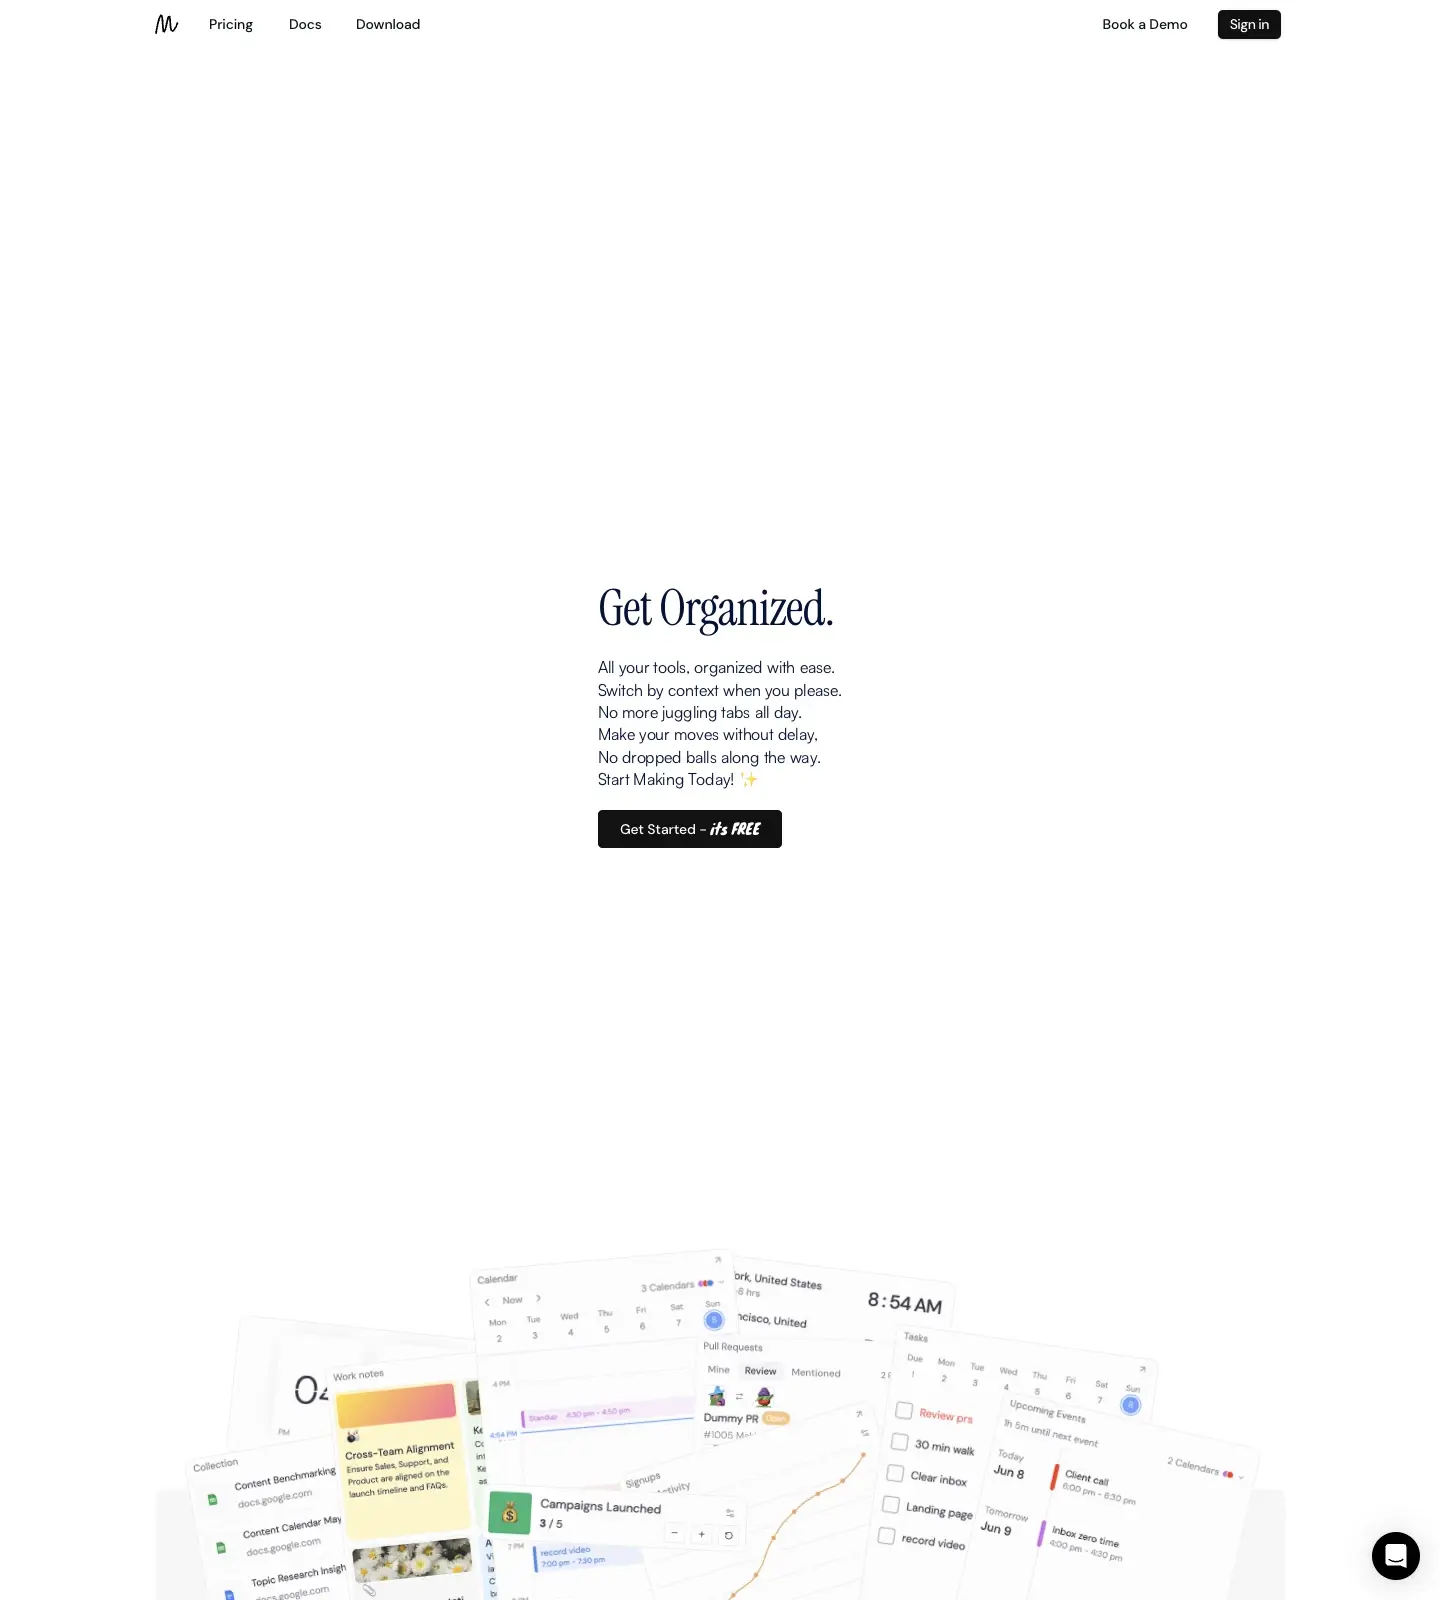 Pricing
Docs
Download
Book a Demo
Sign in
Get Organized.
All your tools, organized with ease.
Switch by context when you please.
No more juggling tabs all day.
Make your moves without delay,
No dropped balls along the way.
Start Making Today! ✨
Get Started - its FREE
Calendar
3 Calendars
Now
Mon Tue Wed Thu Fri Sat Sun
2 3 4 5 6 7 8
4 PM
Standup 4:30 pm - 4:50 pm
4:54 PM
7 PM
record video
7:00 pm - 7:30 pm
United States
8:54 AM
United
Pull Requests
Mine Review Mentioned
Dummy PR Open
#1005
Signups
Campaigns Launched
3 / 5
PM
Work notes
Cross-Team Alignment
Ensure Sales, Support, and
Product are aligned on the
launch timeline and FAQs.
Collection
Content Benchmarking
docs.google.com
Content Calendar May
docs.google.com
Topic Research
docs.google.com
Tasks
Due Mon Tue Wed Thu Fri Sat Sun
! 2 3 4 5 6 7 8
Review prs
30 min walk
Clear inbox
Landing page
record video
Upcoming Events
1h 5m until next event
2 Calendars
Today
Jun 8
Client call
6:00 pm - 6:30 pm
Tomorrow
Jun 9
Inbox zero time
4:00 pm - 4:30 pm